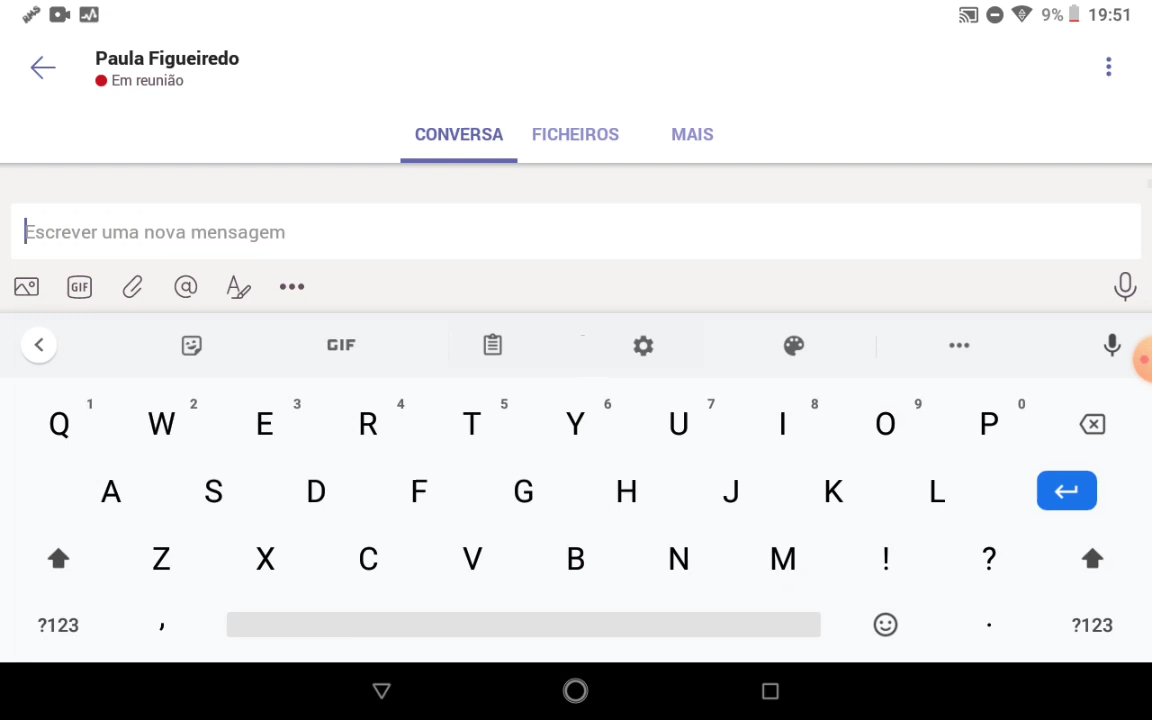 9% 19:51
Paula Figueiredo
Em reunião
CONVERSA FICHEIROS MAIS
Escrever uma nova mensagem
GIF @
GIF
Q 1 W 2 E 3 R 4 T 5 Y 6 U 7 I 8 O 9 P 0
A S D F G H J K L
Z X C V B N M ! ?
?123 , . ?123